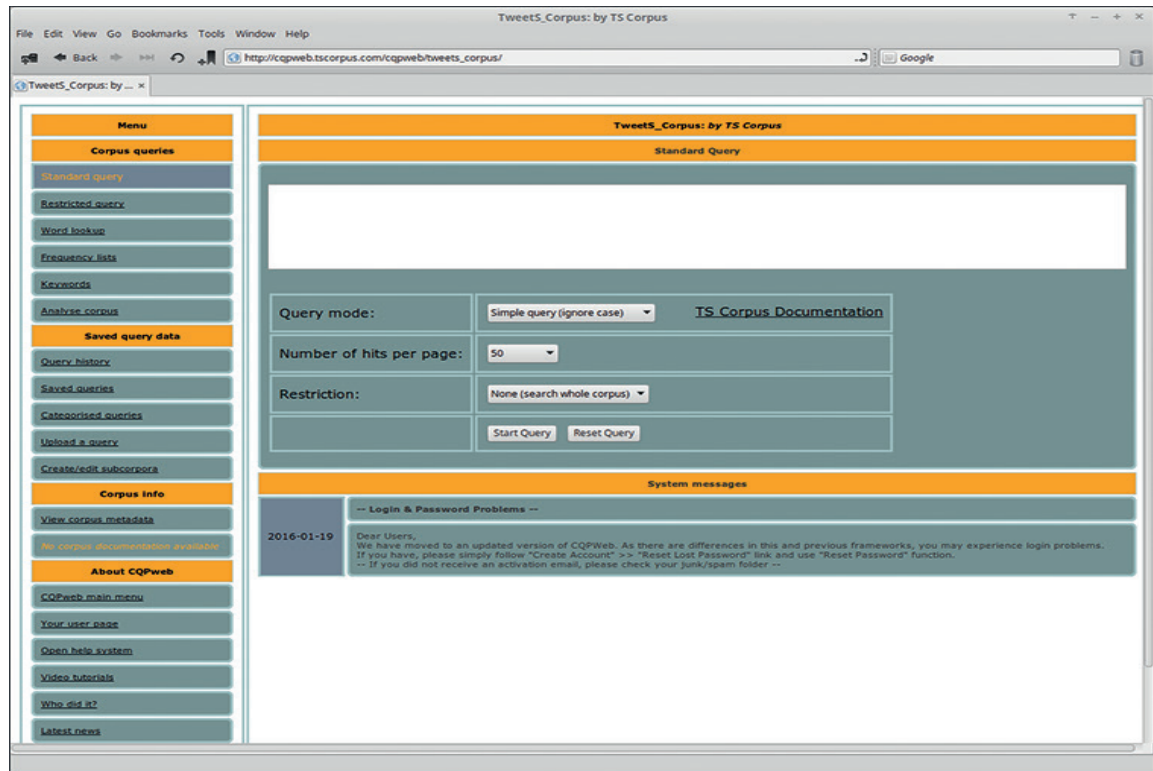 TweetS_Corpus: by TS Corpus
File Edit View Go Bookmarks Tools Window Help
Back http://cqpweb.tscorpus.com/cqpweb/tweets_corpus/ Google
TweetS_Corpus: by ... ×
Menu
Corpus queries
Standard query
Restricted query
Word lookup
Frequency lists
Keywords
Analyse corpus
Saved query data
Query history
Saved queries
Categorised queries
Upload a query
Create/edit subcorpora
Corpus info
View corpus metadata
No corpus documentation available
About CQPweb
CQPweb main menu
Your user page
Open help system
Video tutorials
Who did it?
Latest news
TweetS_Corpus: by TS Corpus
Standard Query
Query mode: Simple query (ignore case) TS Corpus Documentation
Number of hits per page: 50
Restriction: None (search whole corpus)
Start Query Reset Query
System messages
2016-01-19
-- Login & Password Problems --
Dear Users,
We have moved to an updated version of CQPWeb. As there are differences in this and previous frameworks, you may experience login problems.
If you have, please simply follow "Create Account" >> "Reset Lost Password" link and use "Reset Password" function.
-- If you did not receive an activation email, please check your junk/spam folder --